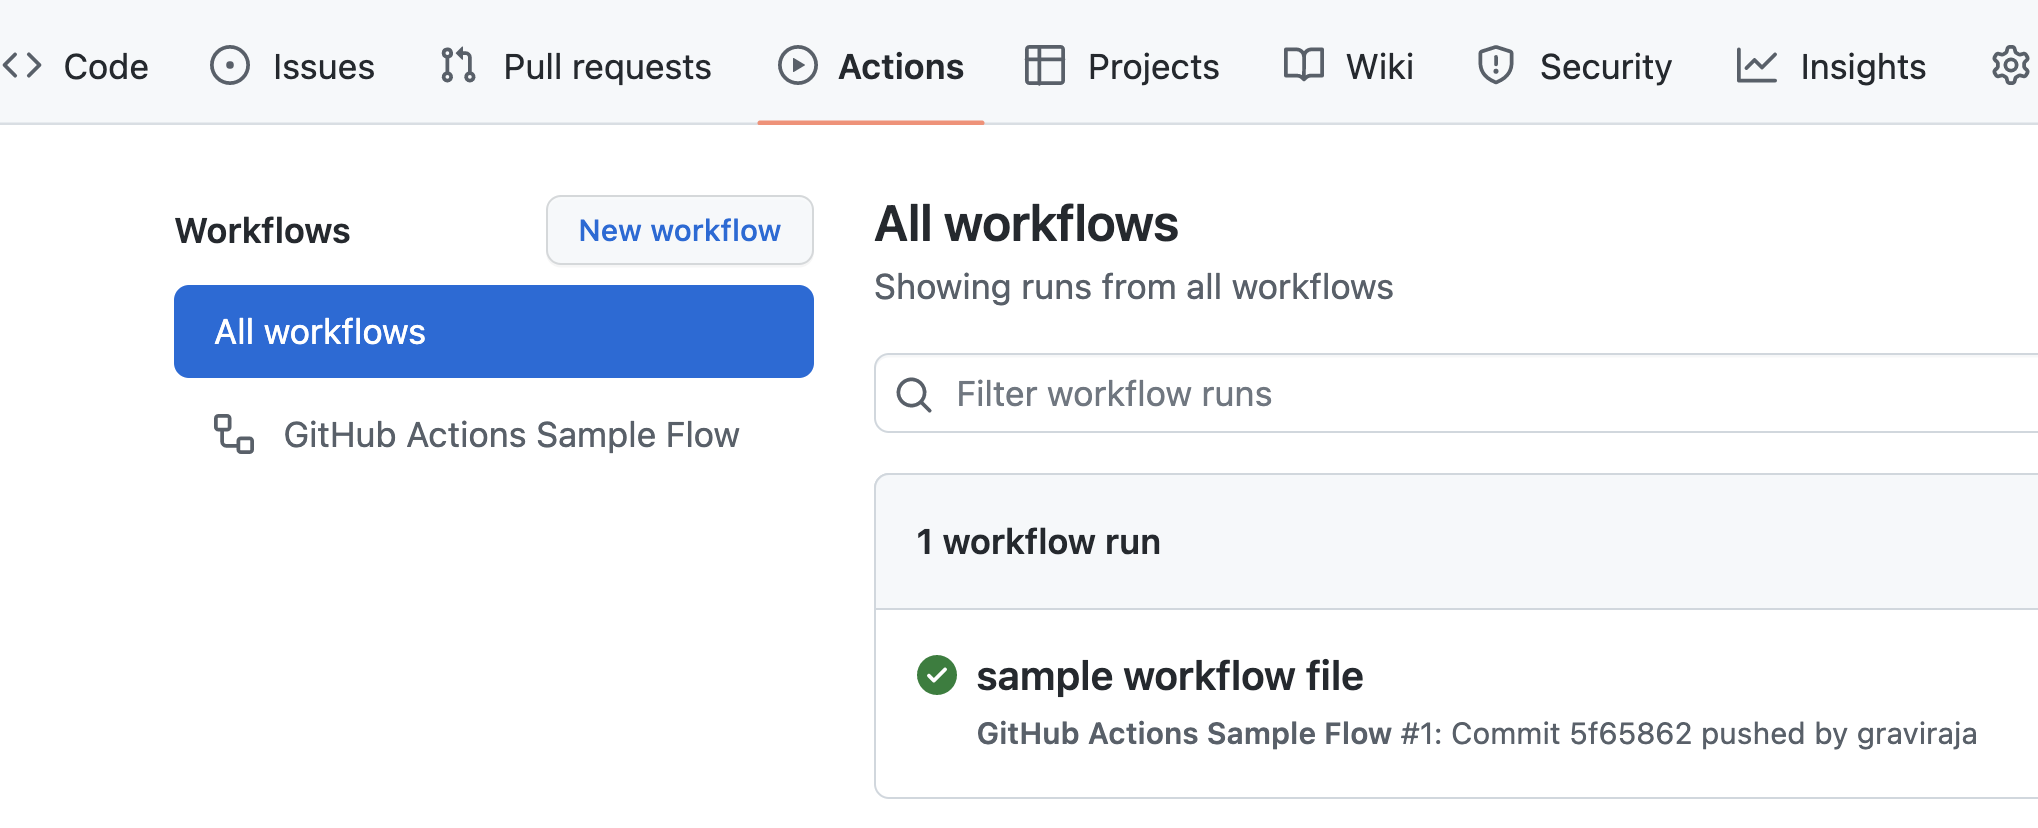 Code Issues Pull requests Actions Projects Wiki Security Insights
Workflows
New workflow
All workflows
GitHub Actions Sample Flow
All workflows
Showing runs from all workflows
Filter workflow runs
1 workflow run
sample workflow file
GitHub Actions Sample Flow #1: Commit 5f65862 pushed by graviraja